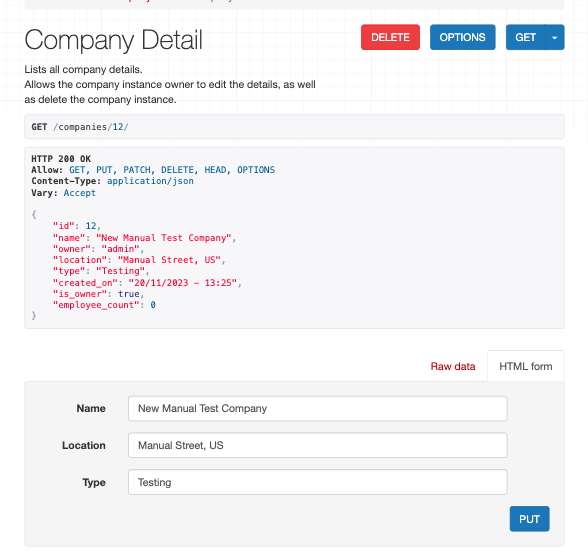 Company Detail
DELETE
OPTIONS
GET
Lists all company details.
Allows the company instance owner to edit the details, as well
as delete the company instance.
GET /companies/12/
HTTP 200 OK
Allow: GET, PUT, PATCH, DELETE, HEAD, OPTIONS
Content-Type: application/json
Vary: Accept
{
    "id": 12,
    "name": "New Manual Test Company",
    "owner": "admin",
    "location": "Manual Street, US",
    "type": "Testing",
    "created_on": "20/11/2023 - 13:25",
    "is_owner": true,
    "employee_count": 0
}
Raw data
HTML form
Name
New Manual Test Company
Location
Manual Street, US
Type
Testing
PUT